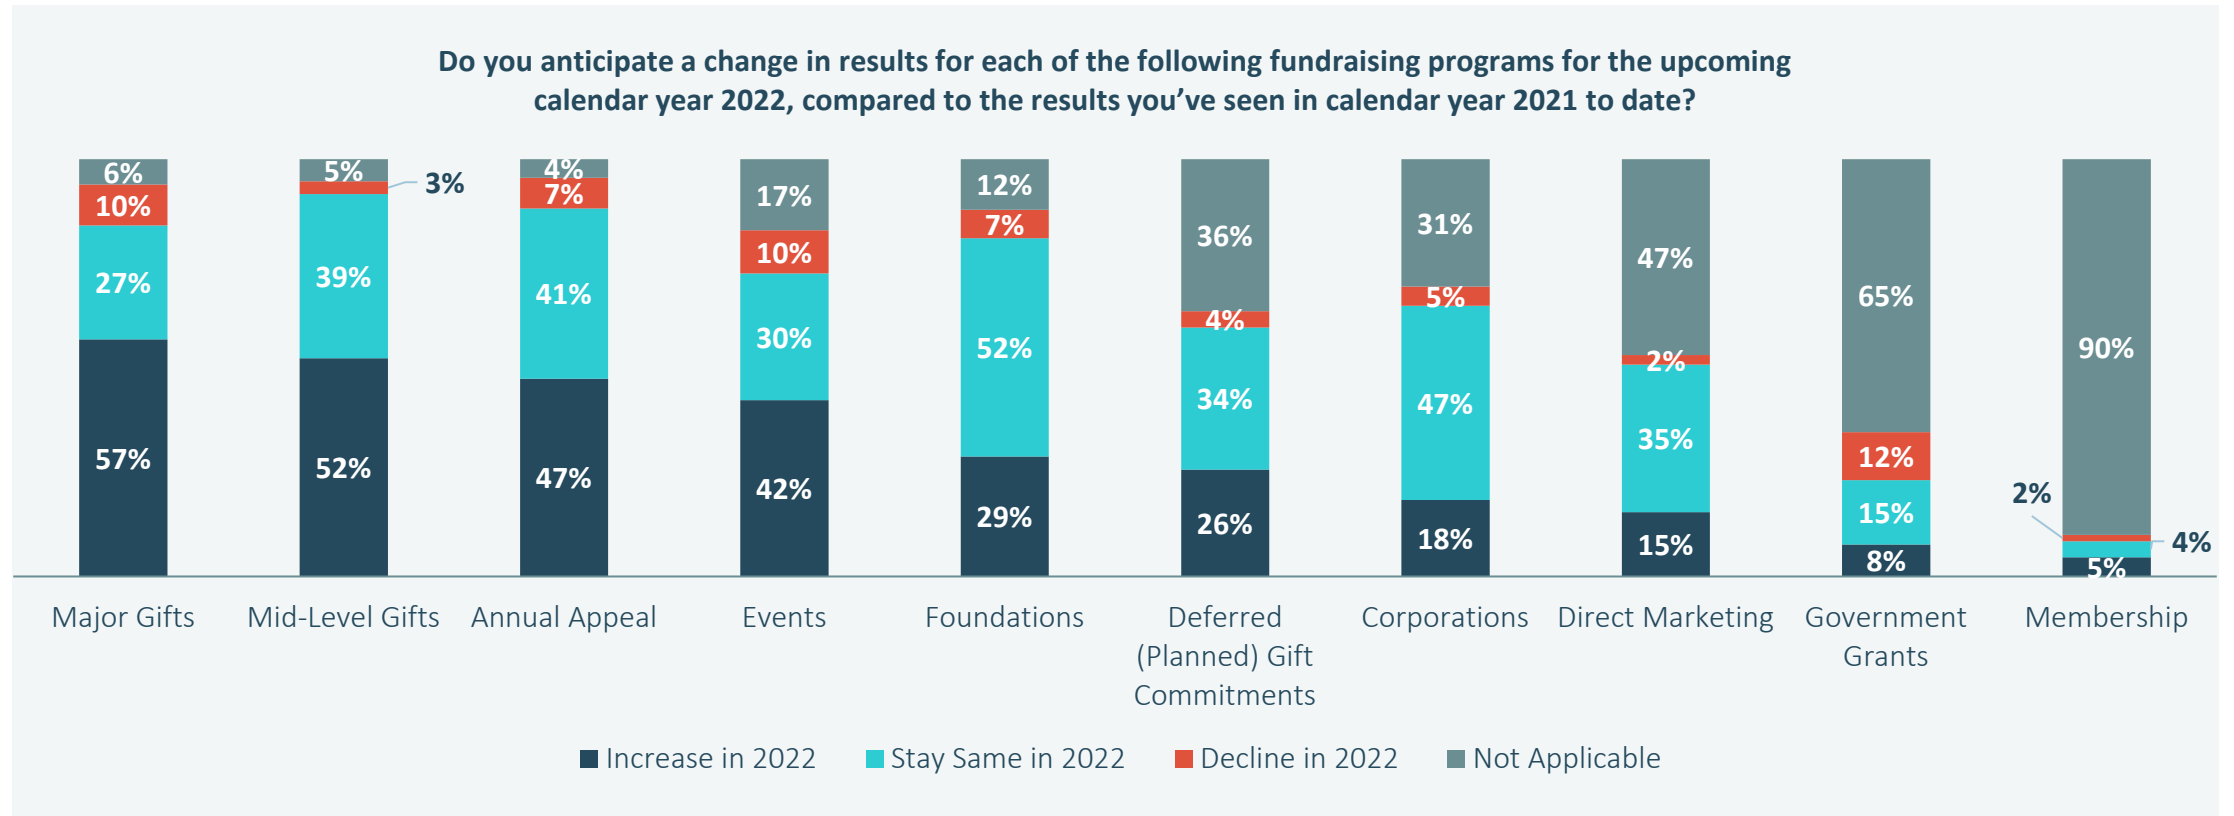 Do you anticipate a change in results for each of the following fundraising programs for the upcoming
calendar year 2022, compared to the results you’ve seen in calendar year 2021 to date?
6%
10%
27%
57%
5%
3%
39%
52%
4%
7%
41%
47%
17%
10%
30%
42%
12%
7%
52%
29%
36%
4%
34%
26%
31%
5%
47%
18%
47%
2%
35%
15%
65%
12%
15%
8%
90%
2%
4%
5%
Major Gifts
Mid-Level Gifts
Annual Appeal
Events
Foundations
Deferred
(Planned) Gift
Commitments
Corporations
Direct Marketing
Government
Grants
Membership
Increase in 2022
Stay Same in 2022
Decline in 2022
Not Applicable